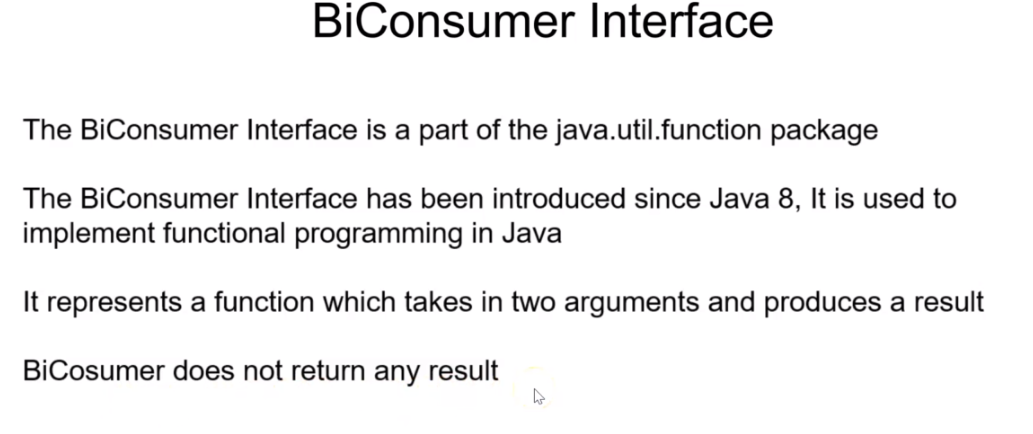 BiConsumer Interface
The BiConsumer Interface is a part of the java.util.function package
The BiConsumer Interface has been introduced since Java 8, It is used to
implement functional programming in Java
It represents a function which takes in two arguments and produces a result
BiCosumer does not return any result